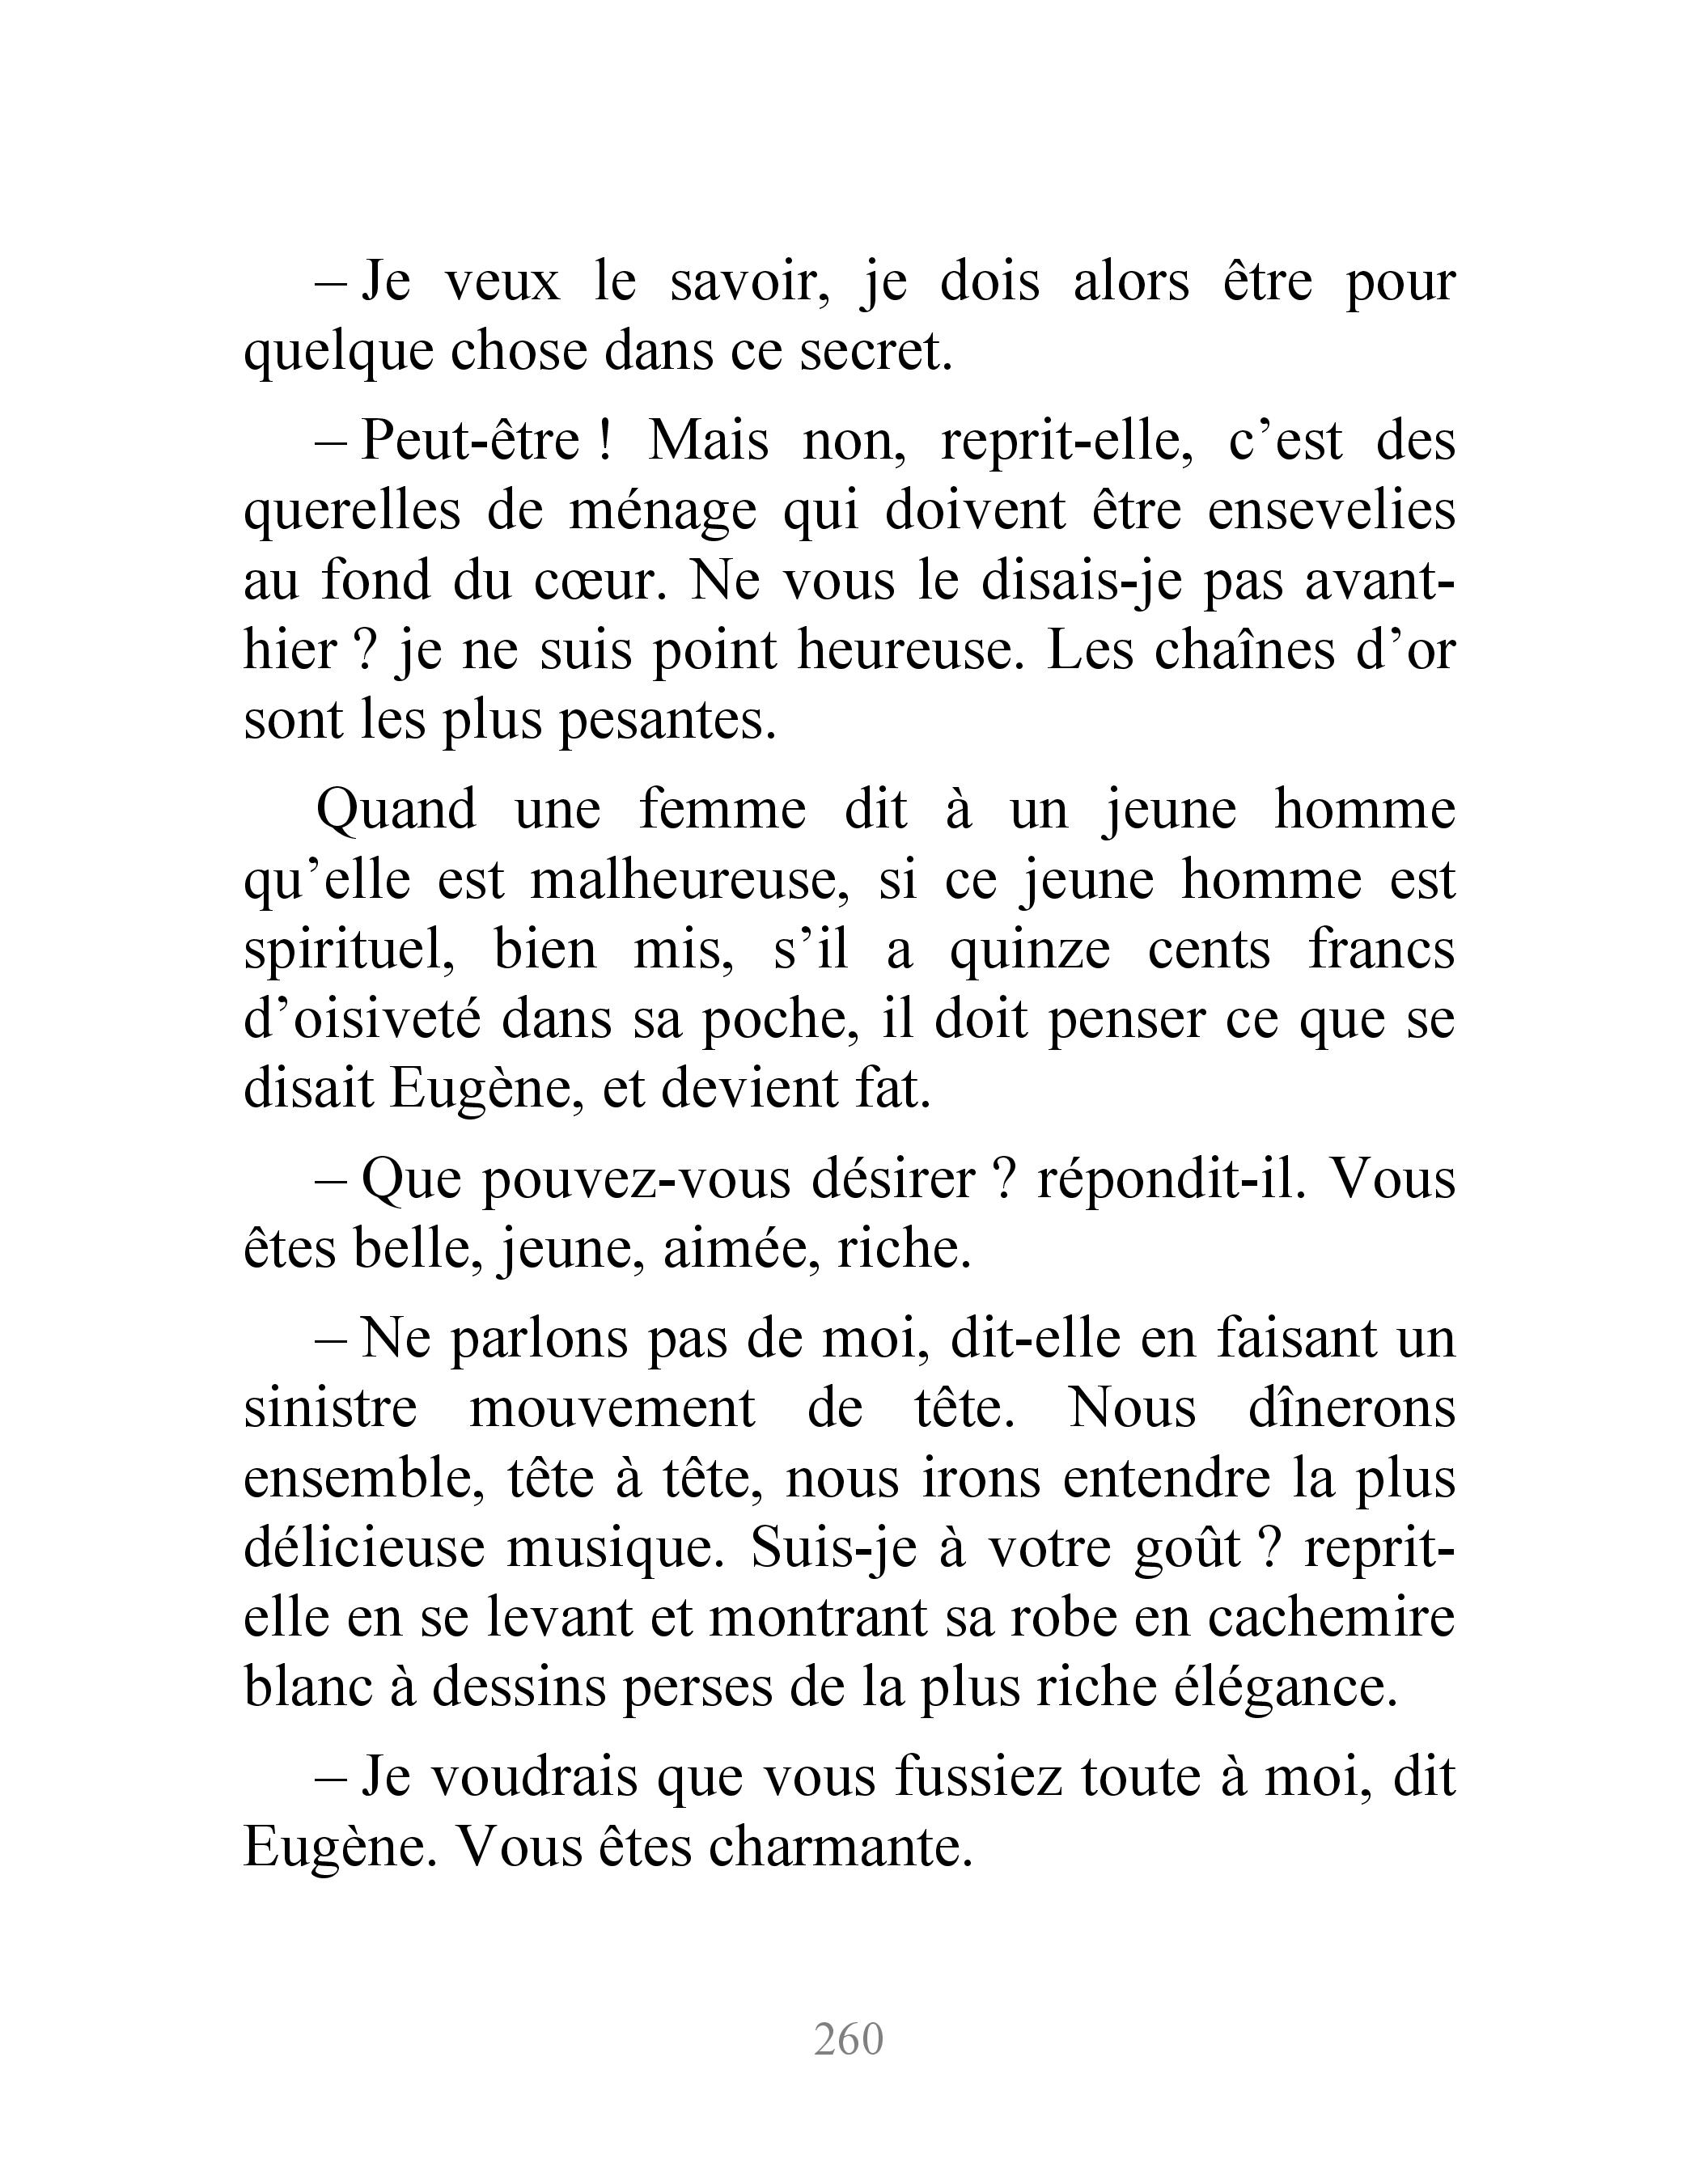 – Je veux le savoir, je dois alors être pour
quelque chose dans ce secret.
– Peut-être ! Mais non, reprit-elle, c’est des
querelles de ménage qui doivent être ensevelies
au fond du cœur. Ne vous le disais-je pas avant-
hier ? je ne suis point heureuse. Les chaînes d’or
sont les plus pesantes.
Quand une femme dit à un jeune homme
qu’elle est malheureuse, si ce jeune homme est
spirituel, bien mis, s’il a quinze cents francs
d’oisiveté dans sa poche, il doit penser ce que se
disait Eugène, et devient fat.
– Que pouvez-vous désirer ? répondit-il. Vous
êtes belle, jeune, aimée, riche.
– Ne parlons pas de moi, dit-elle en faisant un
sinistre mouvement de tête. Nous dînerons
ensemble, tête à tête, nous irons entendre la plus
délicieuse musique. Suis-je à votre goût ? reprit-
elle en se levant et montrant sa robe en cachemire
blanc à dessins perses de la plus riche élégance.
– Je voudrais que vous fussiez toute à moi, dit
Eugène. Vous êtes charmante.
260